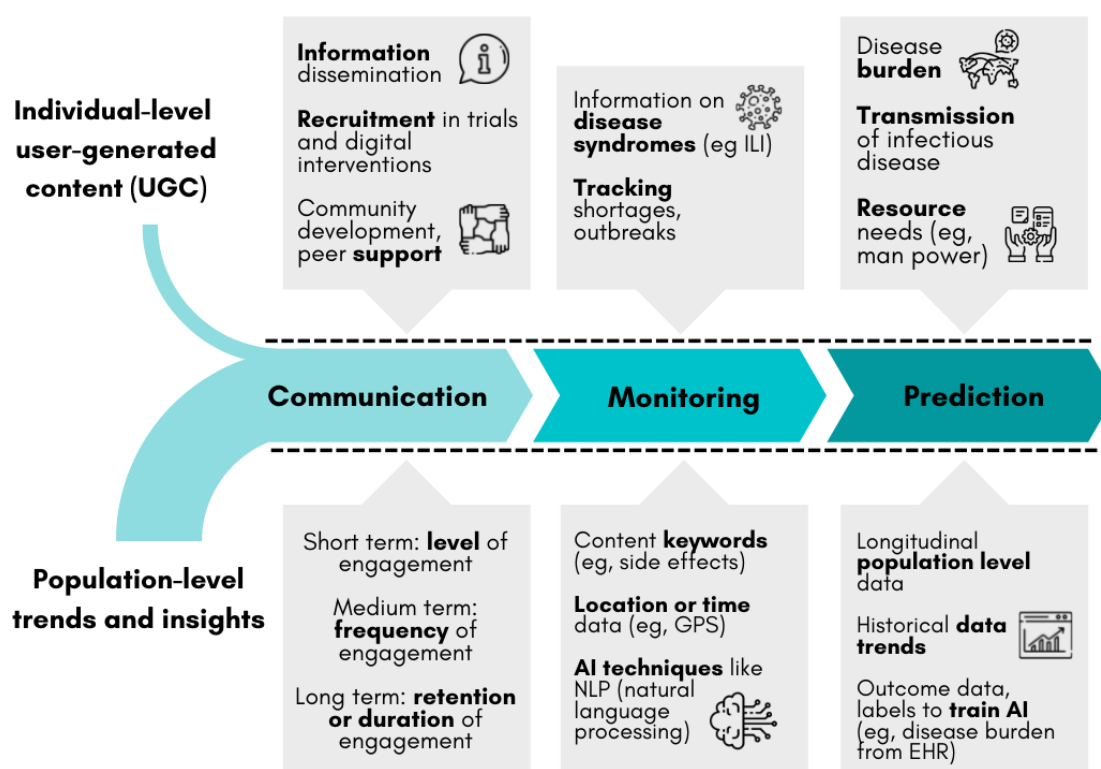 Individual-level
user-generated
content (UGC)
Information
dissemination
Recruitment in trials
and digital
interventions
Community
development,
peer support
Information on
disease
syndromes (eg ILI)
Tracking
shortages,
outbreaks
Disease
burden
Transmission
of infectious
disease
Resource
needs (eg,
man power)
Communication
Monitoring
Prediction
Population-level
trends and insights
Short term: level of
engagement
Medium term:
frequency of
engagement
Long term: retention
or duration of
engagement
Content keywords
(eg, side effects)
Location or time
data (eg, GPS)
AI techniques like
NLP (natural
language
processing)
Longitudinal
population level
data
Historical data
trends
Outcome data,
labels to train AI
(eg, disease burden
from EHR)